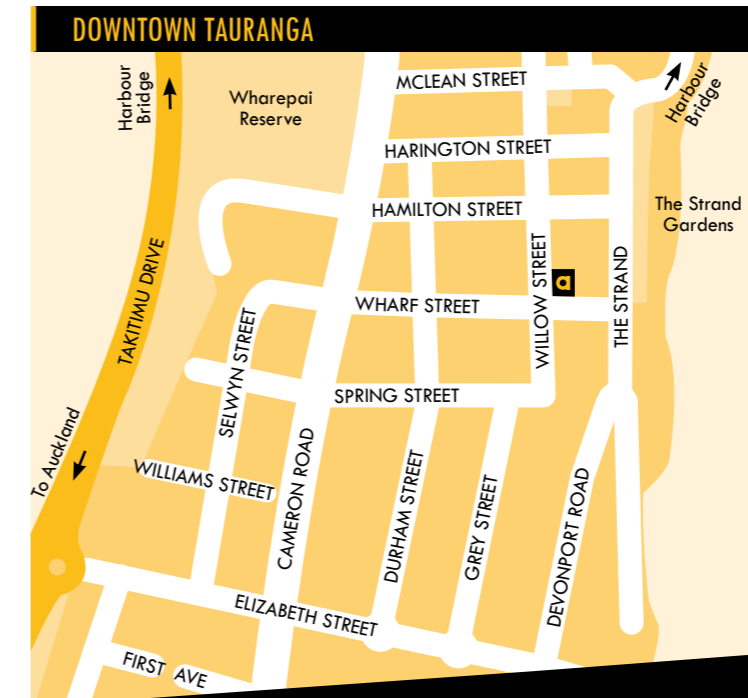 DOWNTOWN TAURANGA
Harbour
Bridge
Wharepai
Reserve
MCLEAN STREET
Harbour
Bridge
HARINGTON STREET
HAMILTON STREET
The Strand
Gardens
TAKITIMU DRIVE
WILLOW STREET
a
THE STRAND
WHARF STREET
SELWYN STREET
SPRING STREET
To Auckland
WILLIAMS STREET
CAMERON ROAD
DURHAM STREET
GREY STREET
DEVONPORT ROAD
ELIZABETH STREET
FIRST AVE